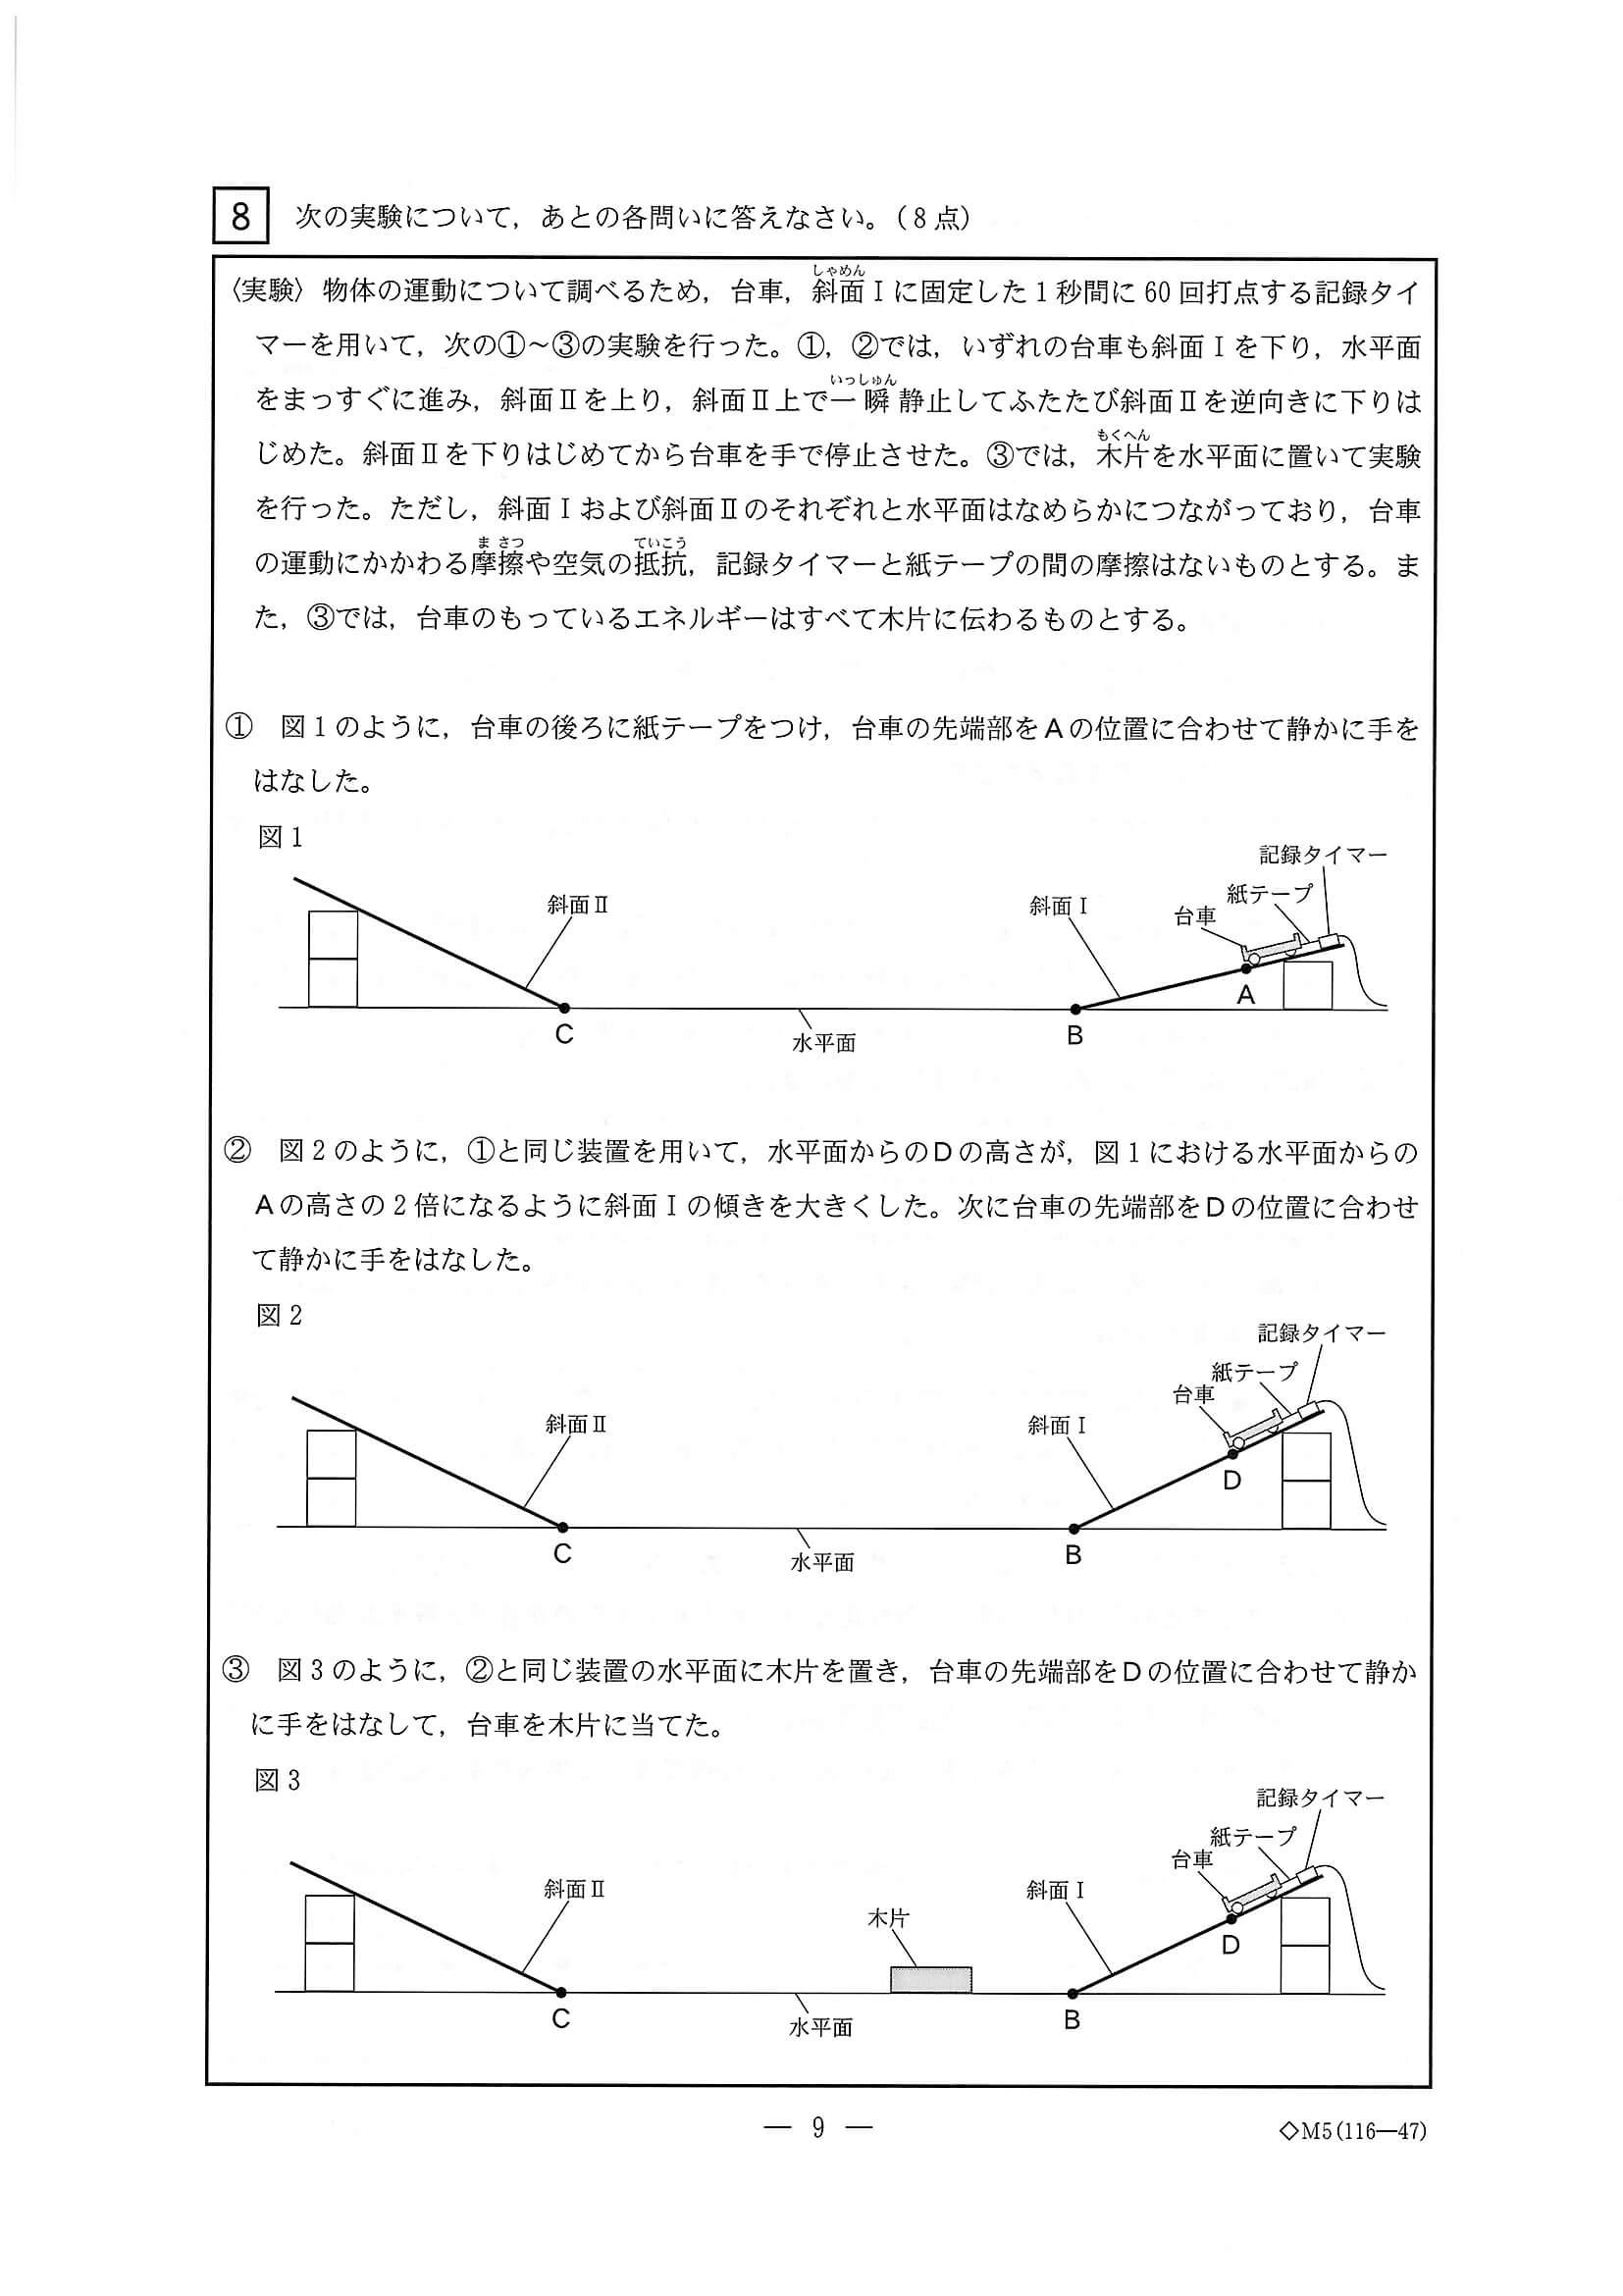 8 次の実験について，あとの各問いに答えなさい。（8点）
〈実験〉物体の運動について調べるため，台車，斜面Ⅰに固定した1秒間に60回打点する記録タイ
しゃめん
マーを用いて，次の①～③の実験を行った。①，②では，いずれの台車も斜面Ⅰを下り，水平面
をまっすぐに進み，斜面Ⅱを上り，斜面Ⅱ上で一瞬静止してふたたび斜面Ⅱを逆向きに下りは
いっしゅん
じめた。斜面Ⅱを下りはじめてから台車を手で停止させた。③では，木片を水平面に置いて実験
もくへん
を行った。ただし，斜面Ⅰおよび斜面Ⅱのそれぞれと水平面はなめらかにつながっており，台車
の運動にかかわる摩擦や空気の抵抗，記録タイマーと紙テープの間の摩擦はないものとする。ま
まさつ ていこう
た，③では，台車のもっているエネルギーはすべて木片に伝わるものとする。
① 図1のように，台車の後ろに紙テープをつけ，台車の先端部をAの位置に合わせて静かに手を
はなした。
図1
記録タイマー
紙テープ
台車
斜面Ⅰ
斜面Ⅱ
A
B
C
水平面
② 図2のように，①と同じ装置を用いて，水平面からのDの高さが，図1における水平面からの
Aの高さの2倍になるように斜面Ⅰの傾きを大きくした。次に台車の先端部をDの位置に合わせ
て静かに手をはなした。
図2
記録タイマー
紙テープ
台車
斜面Ⅰ
斜面Ⅱ
D
B
C
水平面
③ 図3のように，②と同じ装置の水平面に木片を置き，台車の先端部をDの位置に合わせて静か
に手をはなして，台車を木片に当てた。
図3
記録タイマー
紙テープ
台車
斜面Ⅰ
斜面Ⅱ
木片
D
B
C
水平面
— 9 —
◇M5(116—47)